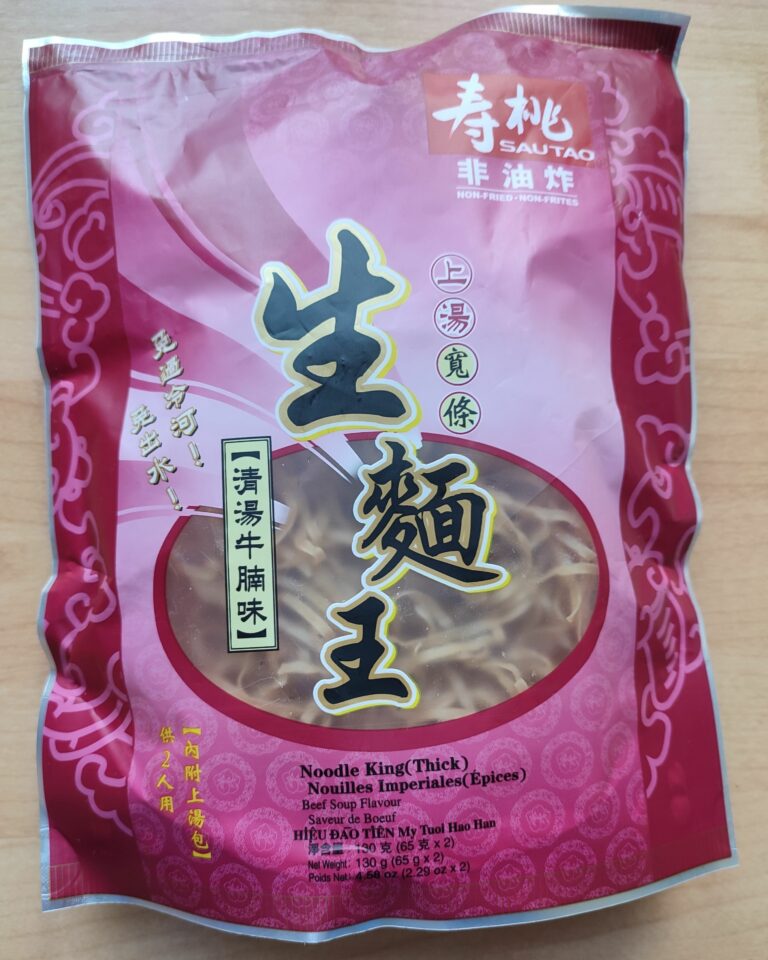 寿桃
SAUTAO
非油炸
NON-FRIED・NON-FRITES
上湯寬條
生麵王
免過冷河!
免出水!
【清湯牛腩味】
【內附上湯包】
供2人用
Noodle King(Thick)
Nouilles Imperiales(Épices)
Beef Soup Flavour
Saveur de Boeuf
HIỆU ĐÀO TIÊN My Tuoi Hao Han
淨含量: 130 克 (65 克 x 2)
Net Weight: 130 g (65 g x 2)
Poids Net: 4.58 oz (2.29 oz x 2)